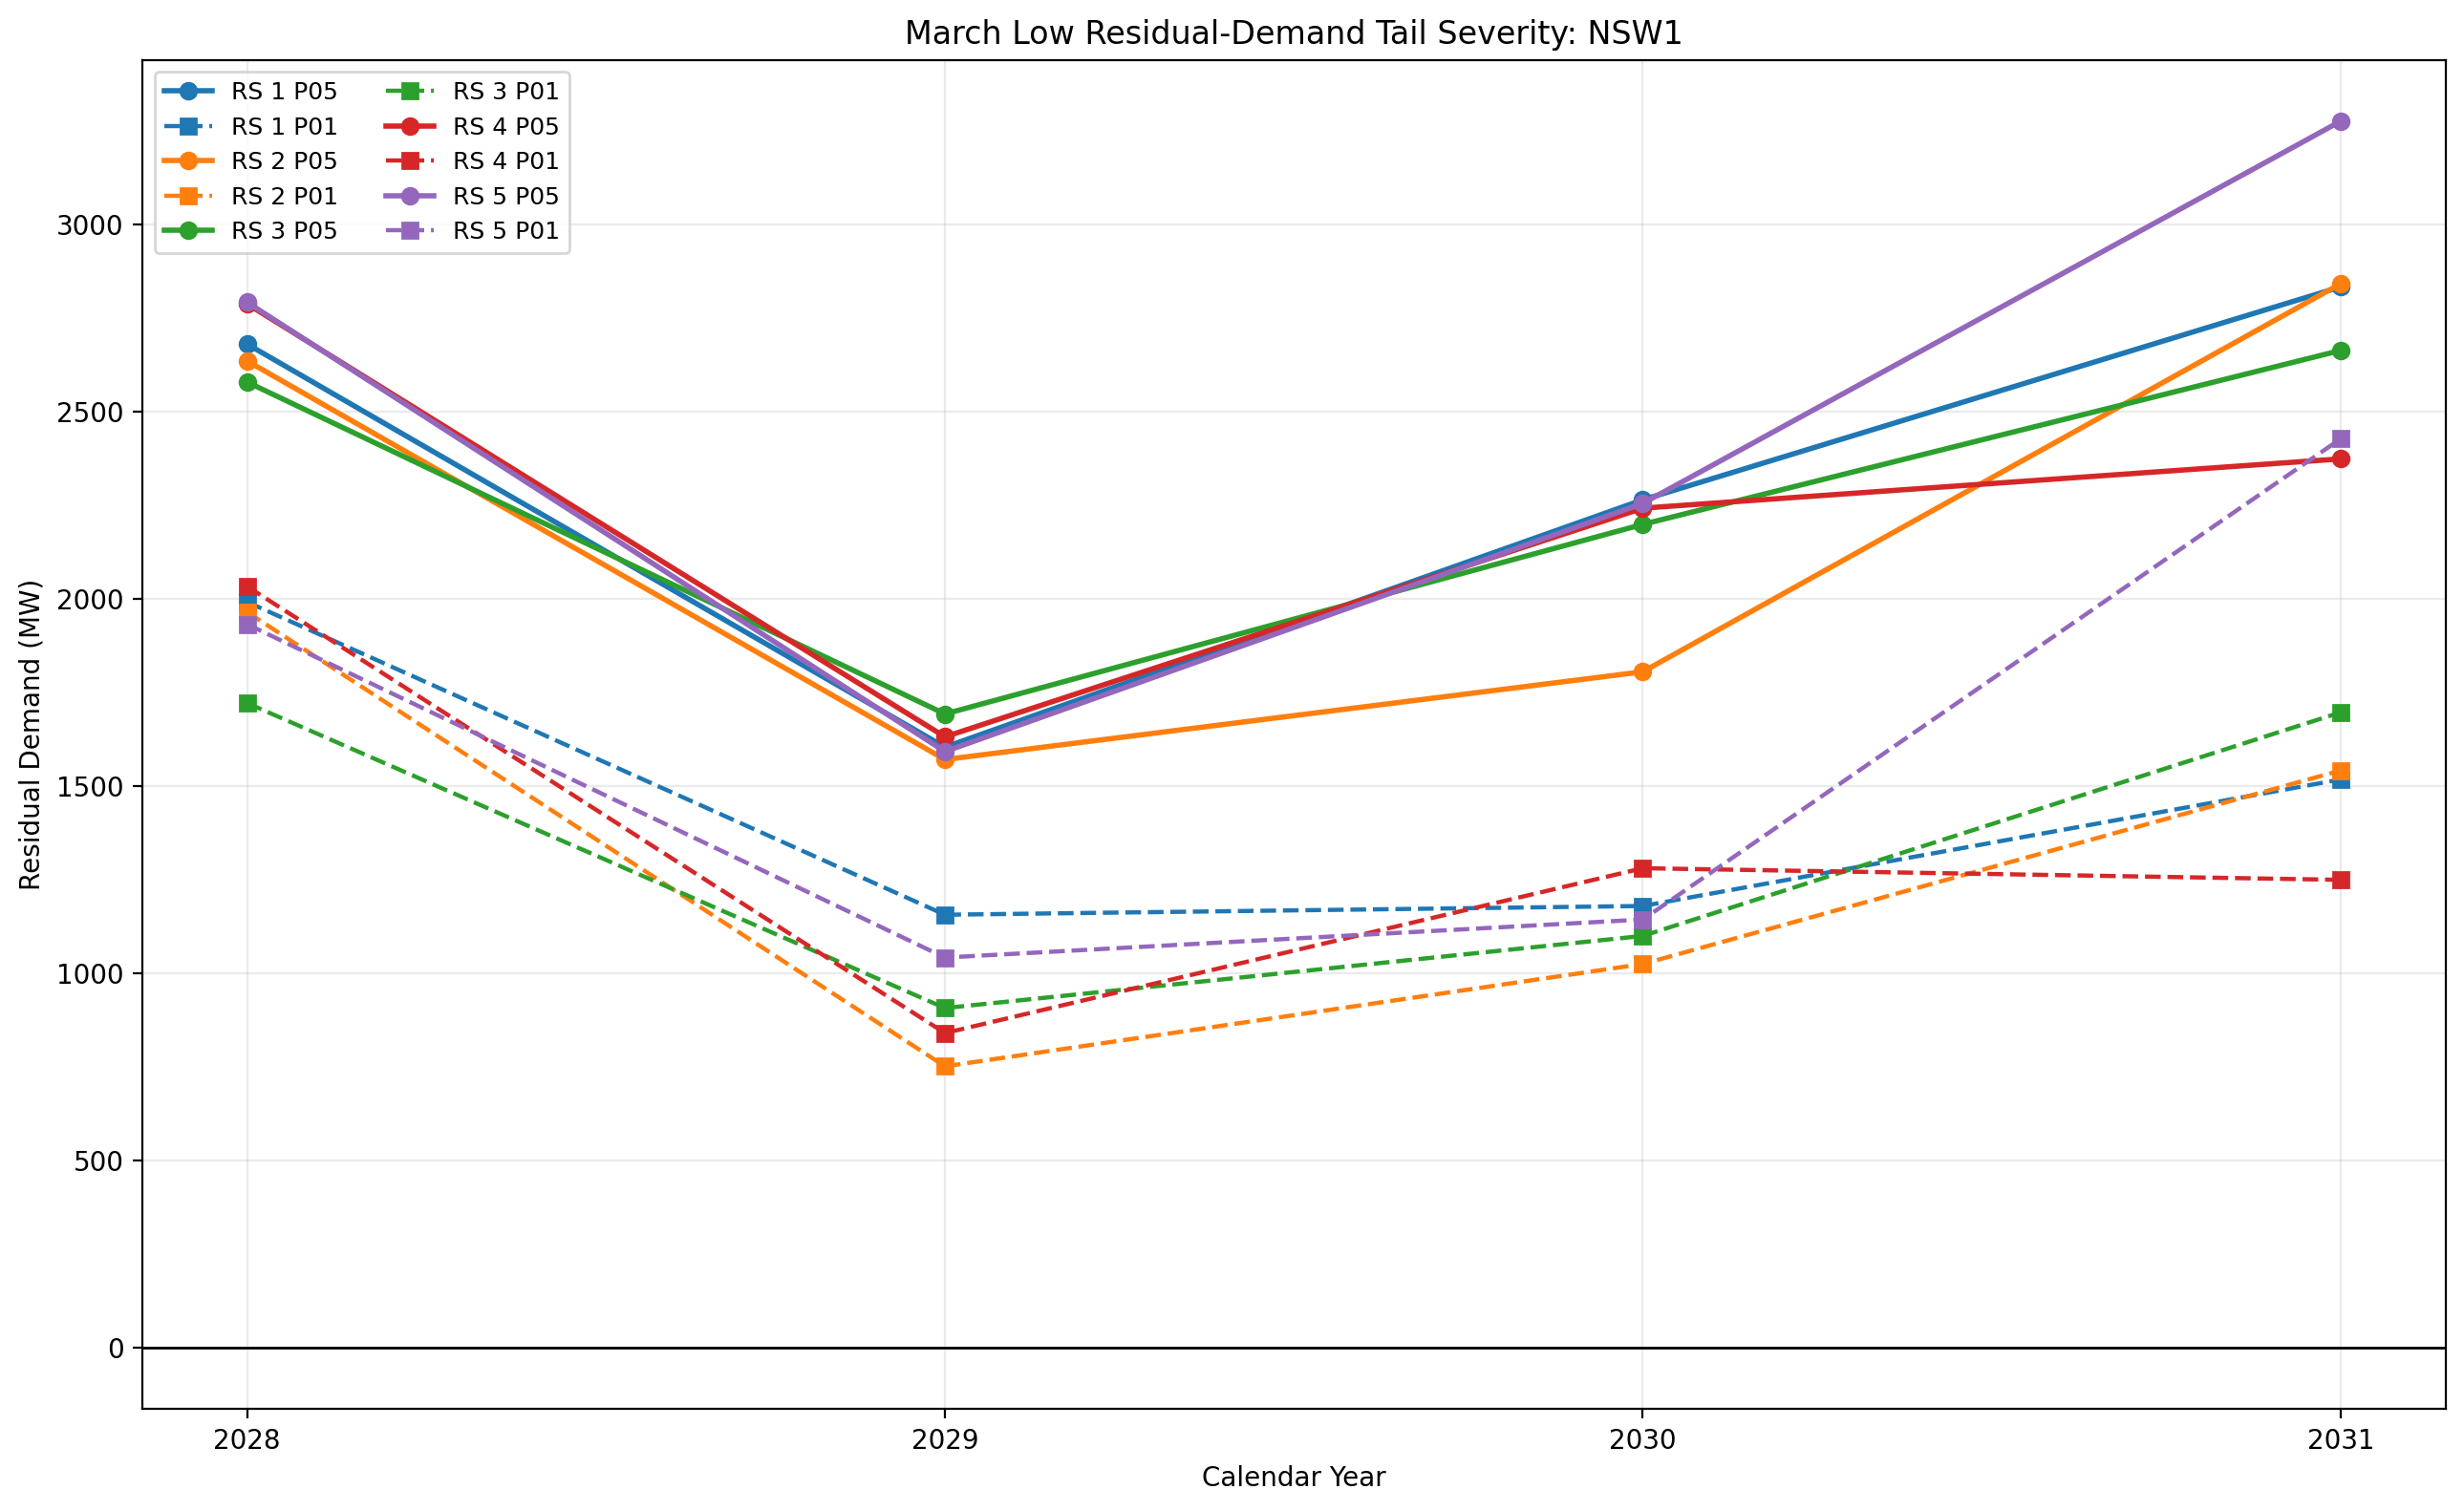 March Low Residual-Demand Tail Severity: NSW1
RS 1 P05
RS 1 P01
RS 2 P05
RS 2 P01
RS 3 P05
RS 3 P01
RS 4 P05
RS 4 P01
RS 5 P05
RS 5 P01
Residual Demand (MW)
3000
2500
2000
1500
1000
500
0
2028
2029
2030
2031
Calendar Year